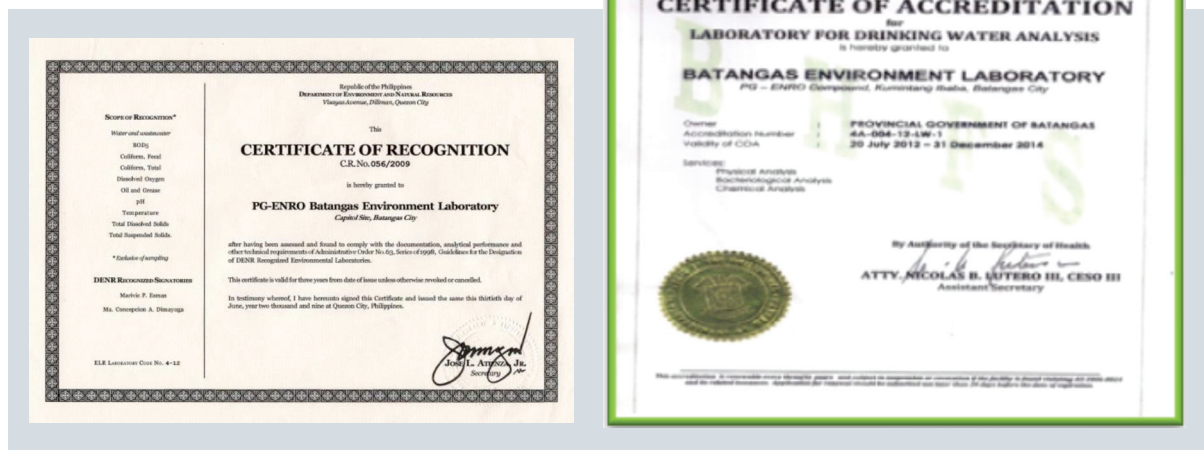 Republic of the Philippines
DEPARTMENT OF ENVIRONMENT AND NATURAL RESOURCES
Visayas Avenue, Diliman, Quezon City
This
CERTIFICATE OF RECOGNITION
C.R. No. 056/2009
is hereby granted to
PG-ENRO Batangas Environment Laboratory
Capitol Site, Batangas City
after having been assessed and found to comply with the documentation, analytical performance and
other technical requirements of Administrative Order No. 63, Series of 1998, Guidelines for the Designation
of DENR Recognized Environmental Laboratories.
This certificate is valid for three years from date of issue unless otherwise revoked or cancelled.
In testimony whereof, I have hereunto signed this Certificate and issued the same this thirtieth day of
June, year two thousand and nine at Quezon City, Philippines.
JOSE L. ATIENZA, JR.
Secretary
SCOPE OF RECOGNITION*
Water and wastewater
BOD5
Coliform, Fecal
Coliform, Total
Dissolved Oxygen
Oil and Grease
pH
Temperature
Total Dissolved Solids
Total Suspended Solids.
* Exclusive of sampling
DENR RECOGNIZED SIGNATORIES
Marivic P. Esmas
Ma. Concepcion A. Dimayuga
ELR LABORATORY CODE NO. 4-12
CERTIFICATE OF ACCREDITATION
for
LABORATORY FOR DRINKING WATER ANALYSIS
is hereby granted to
BATANGAS ENVIRONMENT LABORATORY
PG – ENRO Compound, Kumintang Ibaba, Batangas City
Owner : PROVINCIAL GOVERNMENT OF BATANGAS
Accreditation Number : 4A-004-12-LW-1
Validity of COA : 20 July 2012 – 31 December 2014
Services:
Physical Analysis
Bacteriological Analysis
Chemical Analysis
By Authority of the Secretary of Health
ATTY. NICOLAS B. LUTERO III, CESO III
Assistant Secretary
B H F S